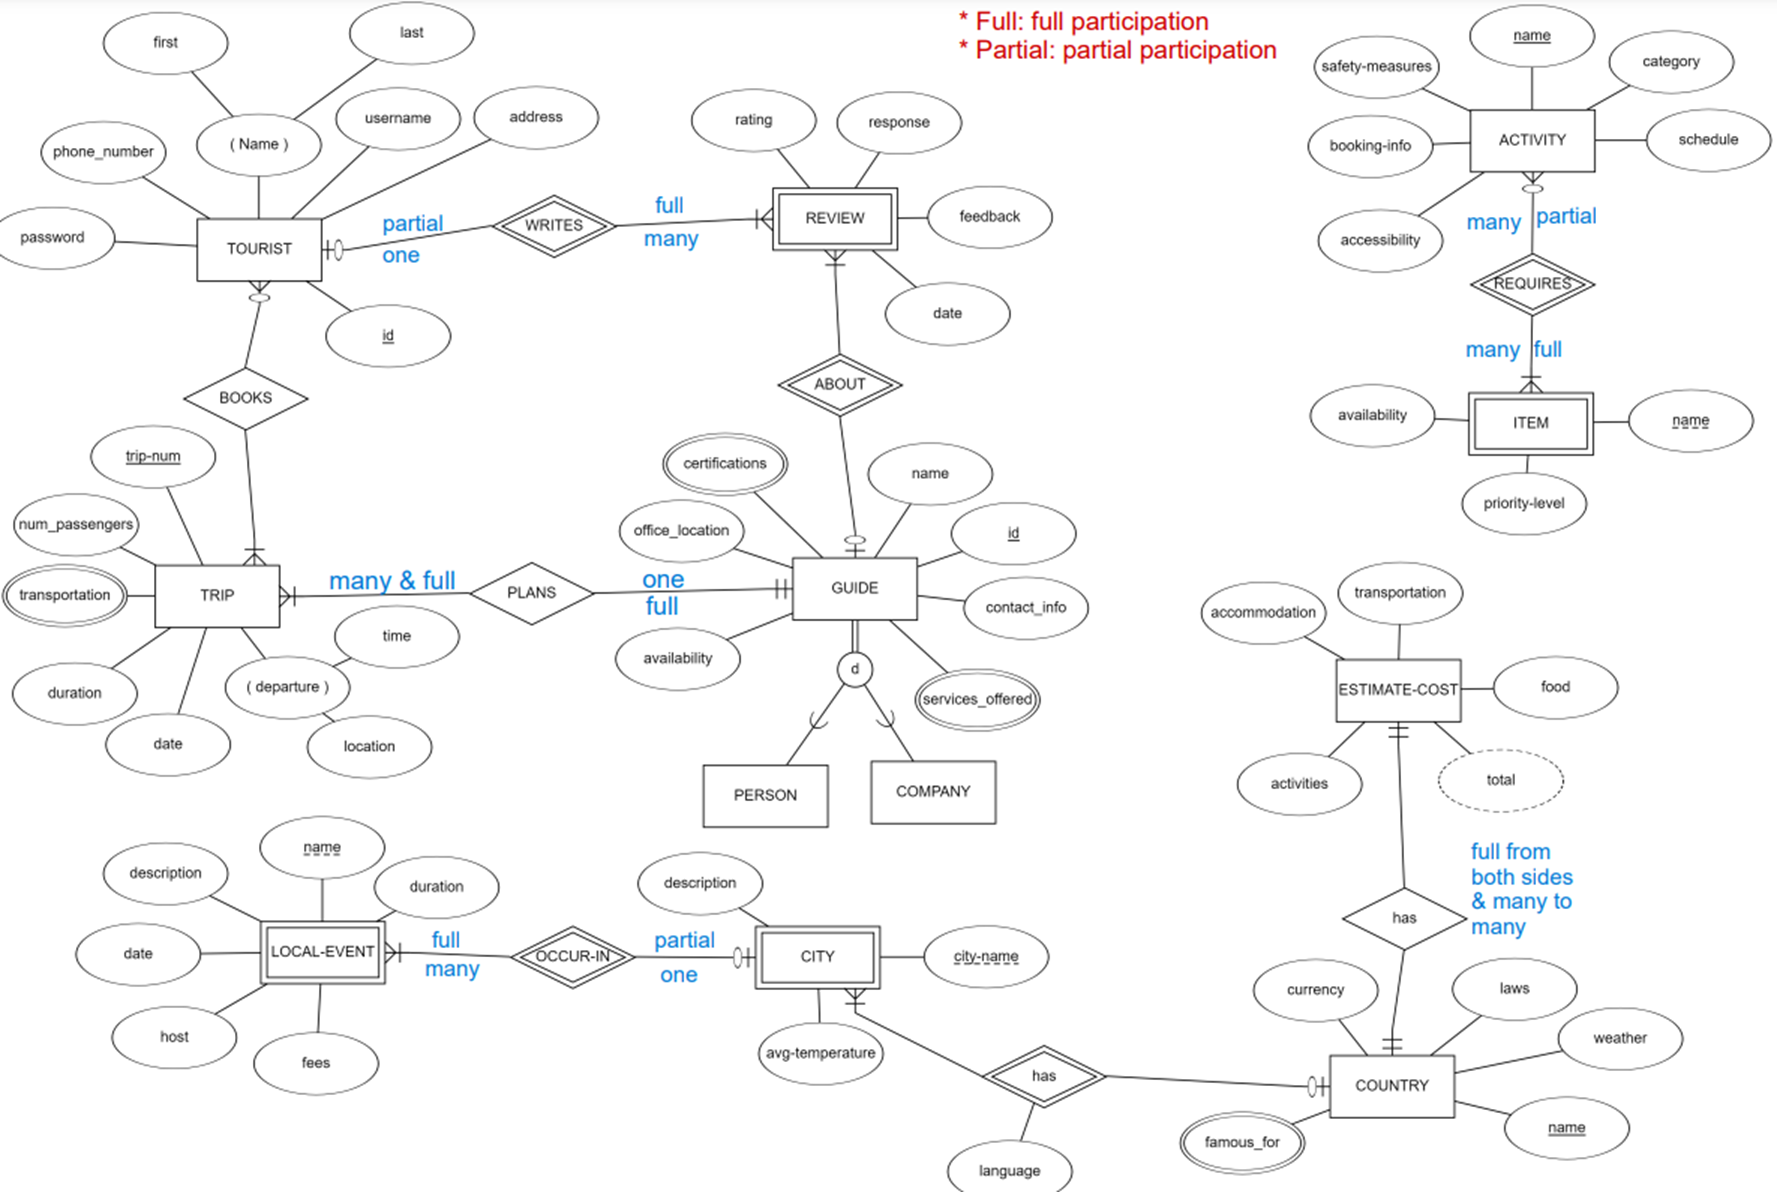 * Full: full participation
* Partial: partial participation
first
last
( Name )
username
address
phone_number
password
TOURIST
id
partial
one
WRITES
full
many
rating
response
REVIEW
feedback
date
name
safety-measures
category
booking-info
ACTIVITY
schedule
accessibility
many partial
REQUIRES
many full
availability
ITEM
name
priority-level
BOOKS
ABOUT
trip-num
num_passengers
transportation
TRIP
duration
date
( departure )
time
location
many & full
PLANS
one
full
certifications
name
office_location
id
GUIDE
contact_info
availability
services_offered
d
PERSON
COMPANY
accommodation
transportation
ESTIMATE-COST
food
activities
total
full from
both sides
& many to
many
has
name
description
duration
date
LOCAL-EVENT
host
fees
full
many
OCCUR-IN
partial
one
description
CITY
city-name
avg-temperature
has
language
currency
laws
weather
COUNTRY
famous_for
name